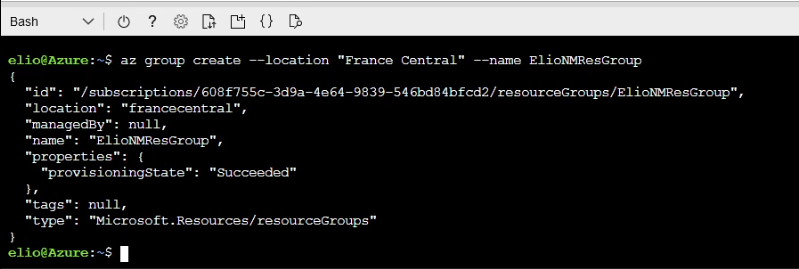 Bash
elio@Azure:~$ az group create --location "France Central" --name ElioNMResGroup
{
  "id": "/subscriptions/608f755c-3d9a-4e64-9839-546bd84bfcd2/resourceGroups/ElioNMResGroup",
  "location": "francecentral",
  "managedBy": null,
  "name": "ElioNMResGroup",
  "properties": {
    "provisioningState": "Succeeded"
  },
  "tags": null,
  "type": "Microsoft.Resources/resourceGroups"
}
elio@Azure:~$